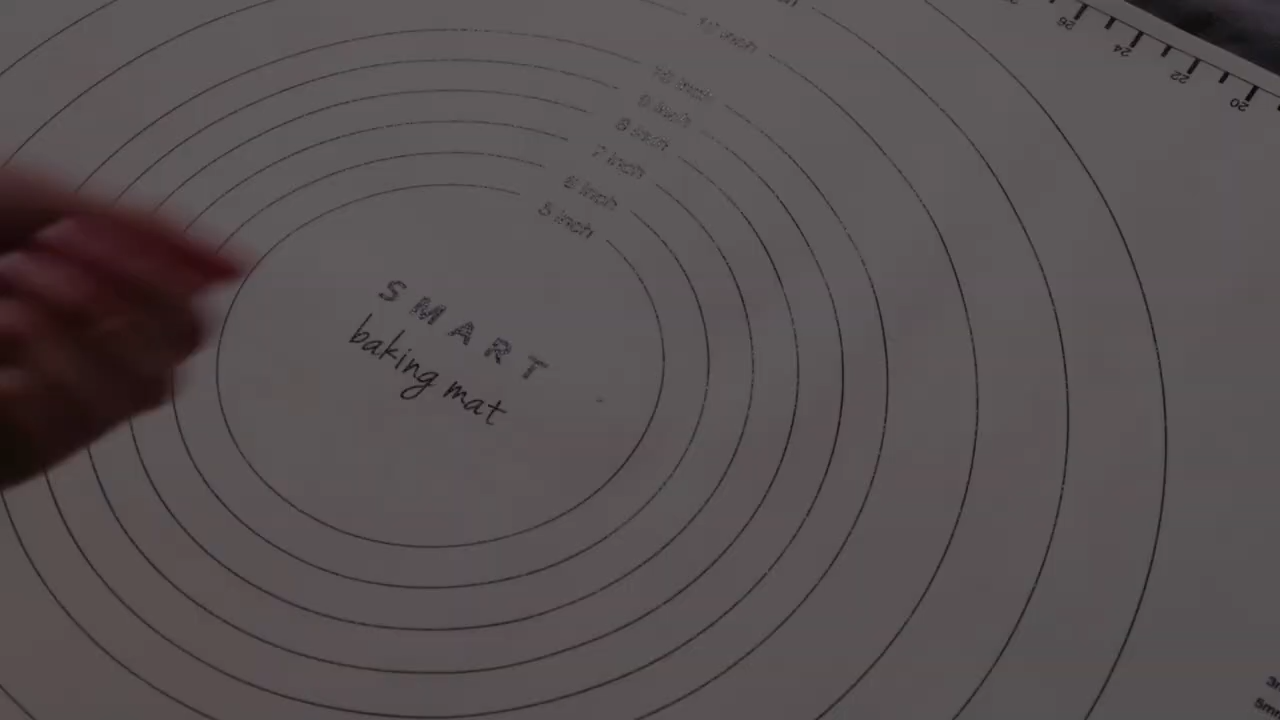 26
24
22
20
10 inch
9 inch
8 inch
7 inch
6 inch
5 inch
SMART
baking mat